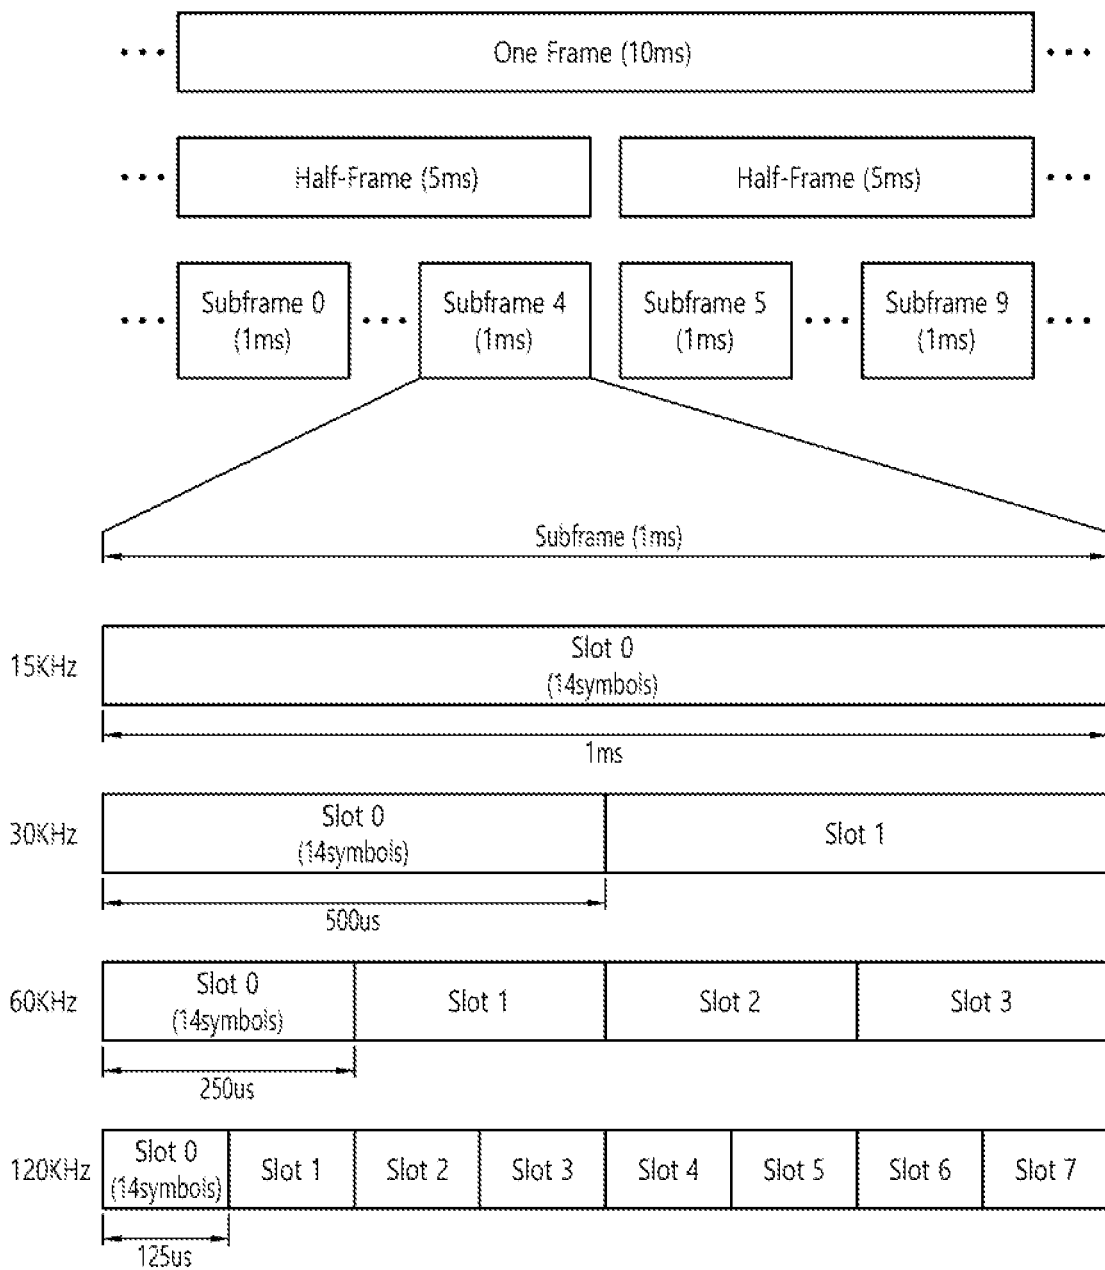 One Frame (10ms)
Half-Frame (5ms)
Half-Frame (5ms)
Subframe 0
(1ms)
Subframe 4
(1ms)
Subframe 5
(1ms)
Subframe 9
(1ms)
Subframe (1ms)
15KHz
Slot 0
(14symbols)
1ms
30KHz
Slot 0
(14symbols)
Slot 1
500us
60KHz
Slot 0
(14symbols)
Slot 1
Slot 2
Slot 3
250us
120KHz
Slot 0
(14symbols)
Slot 1
Slot 2
Slot 3
Slot 4
Slot 5
Slot 6
Slot 7
125us